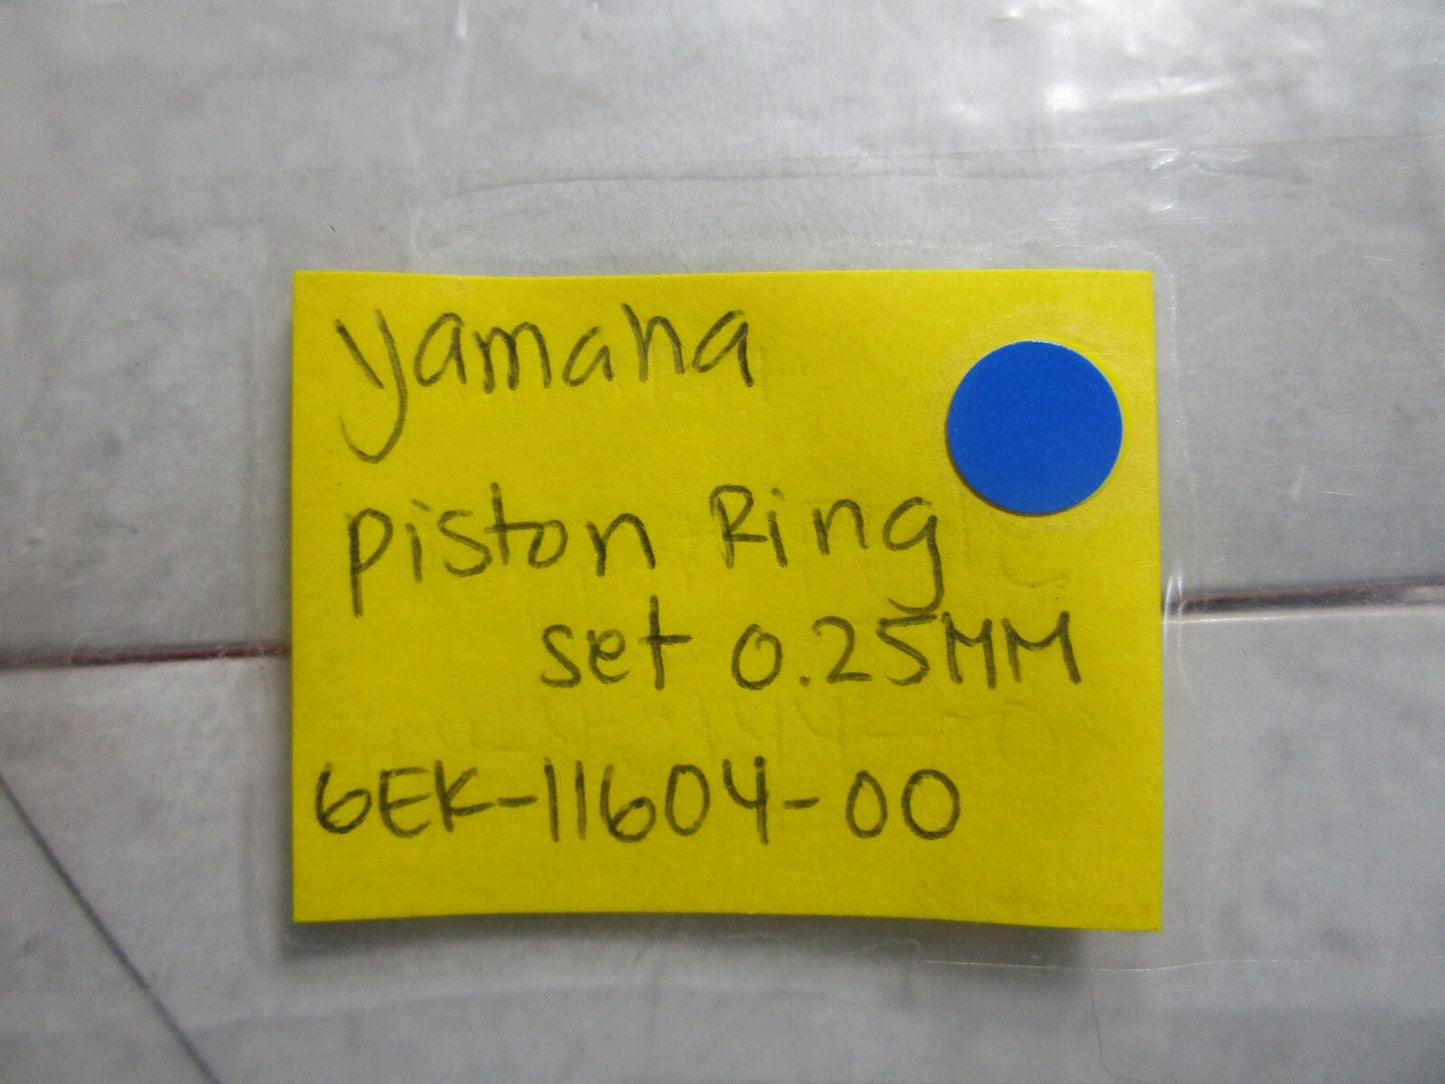 yamaha
piston Ring
set 0.25MM
6EK-11604-00